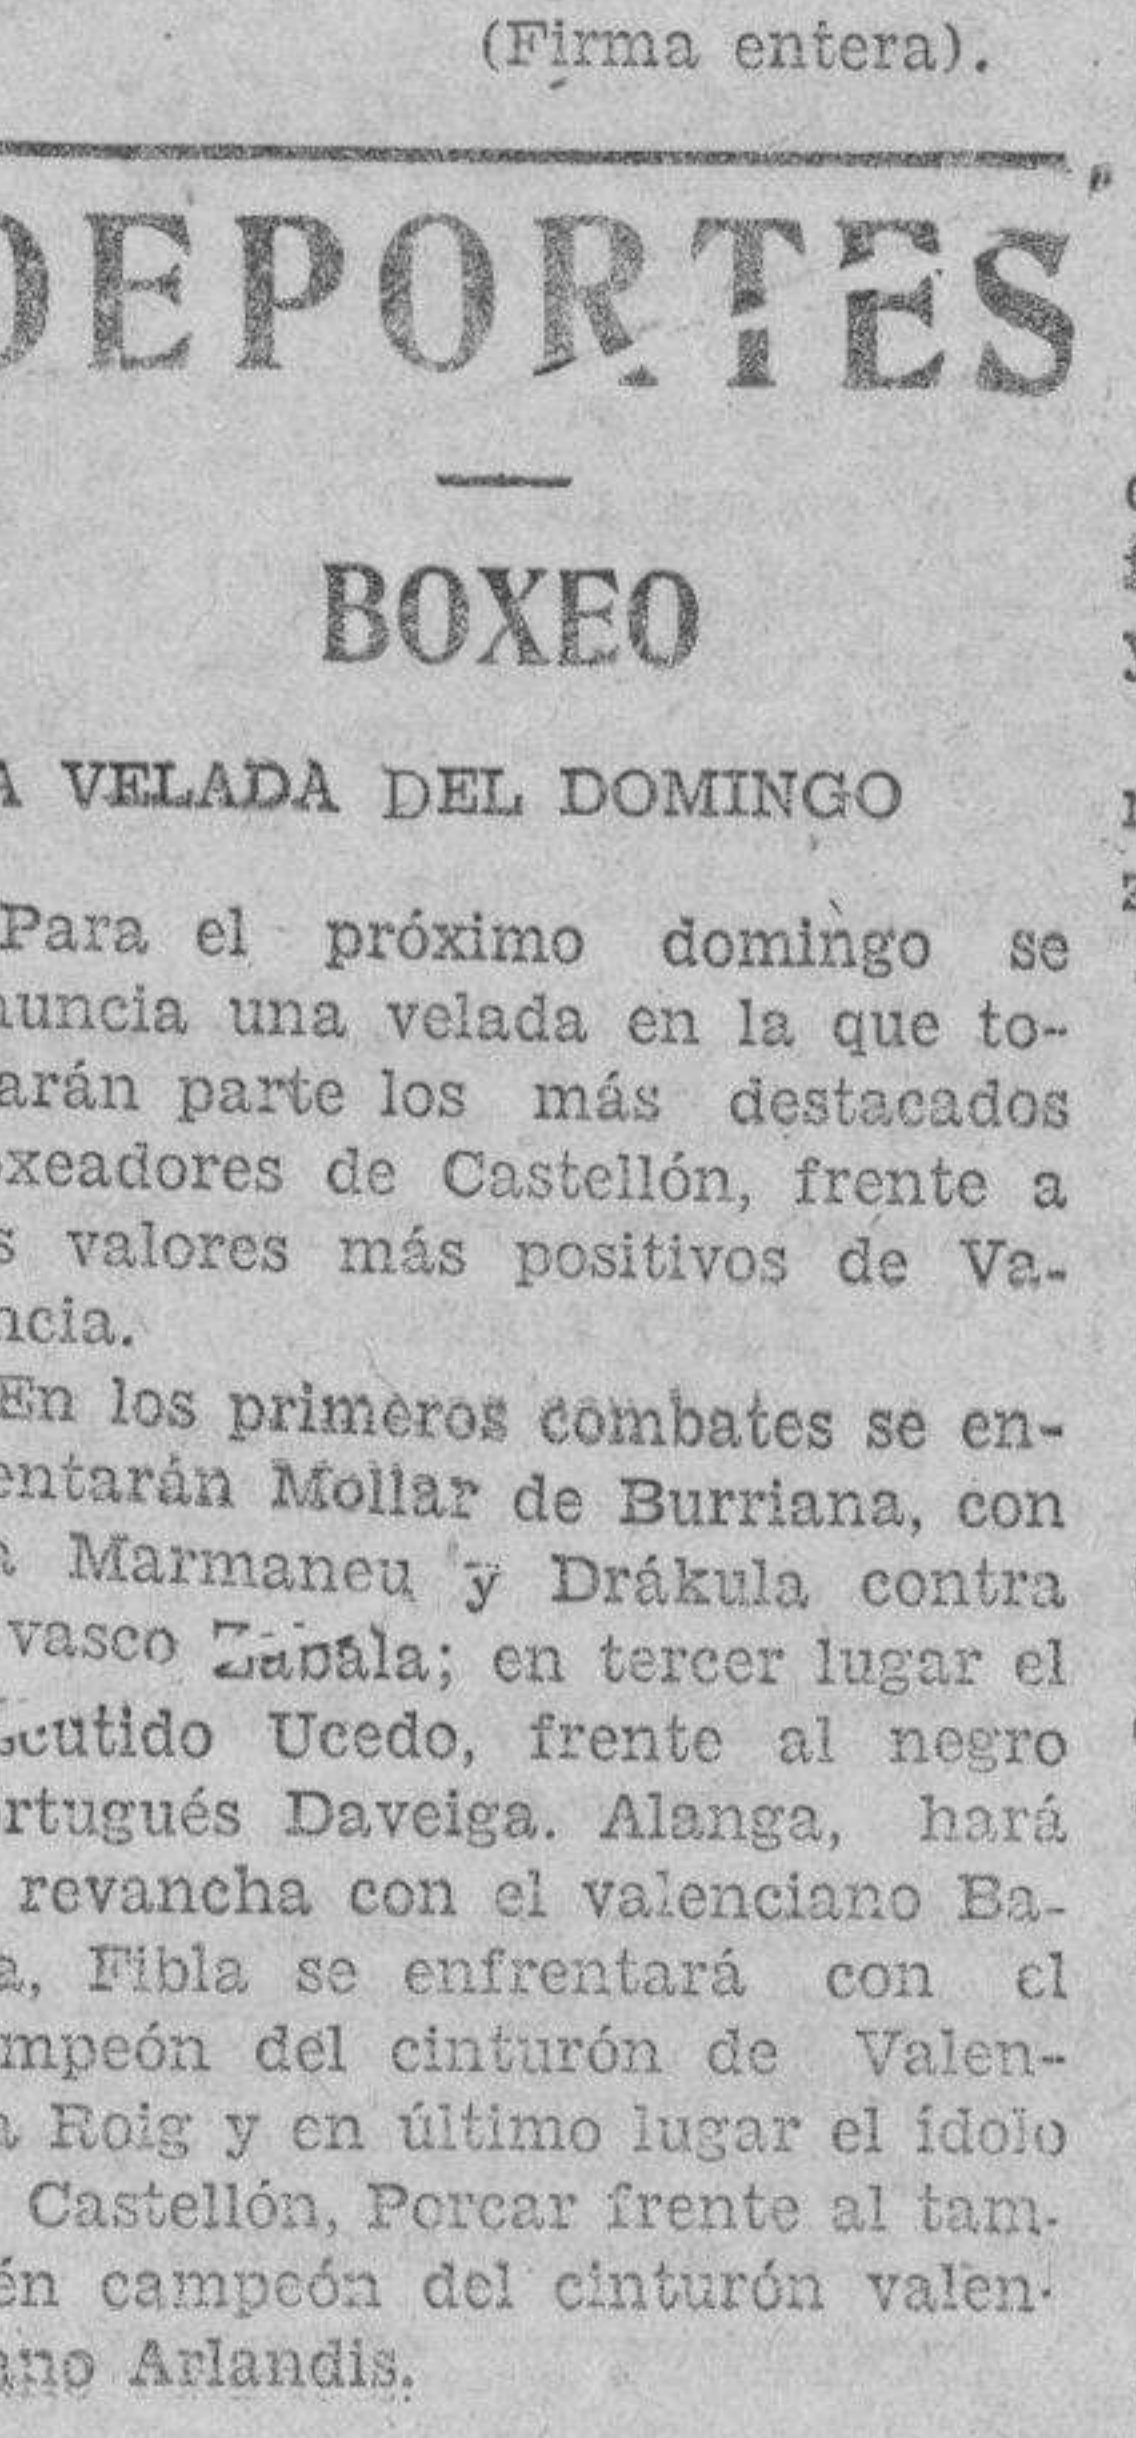 (Firma entera).
DEPORTES
BOXEO
A VELADA DEL DOMINGO
Para el próximo domingo se
nuncia una velada en la que to-
arán parte los más destacados
oxeadores de Castellón, frente a
s valores más positivos de Va-
ncia.
En los primeros combates se en-
entarán Mollar de Burriana, con
Marmaneu y Drákula contra
vasco Zabala; en tercer lugar el
scutido Ucedo, frente al negro
rtugués Daveiga. Alanga, hará
revancha con el valenciano Ba-
a, Fibla se enfrentará con el
mpeón del cinturón de Valen-
a Roig y en último lugar el ídolo
Castellón, Porcar frente al tam-
én campeón del cinturón valen-
ano Arlandis.